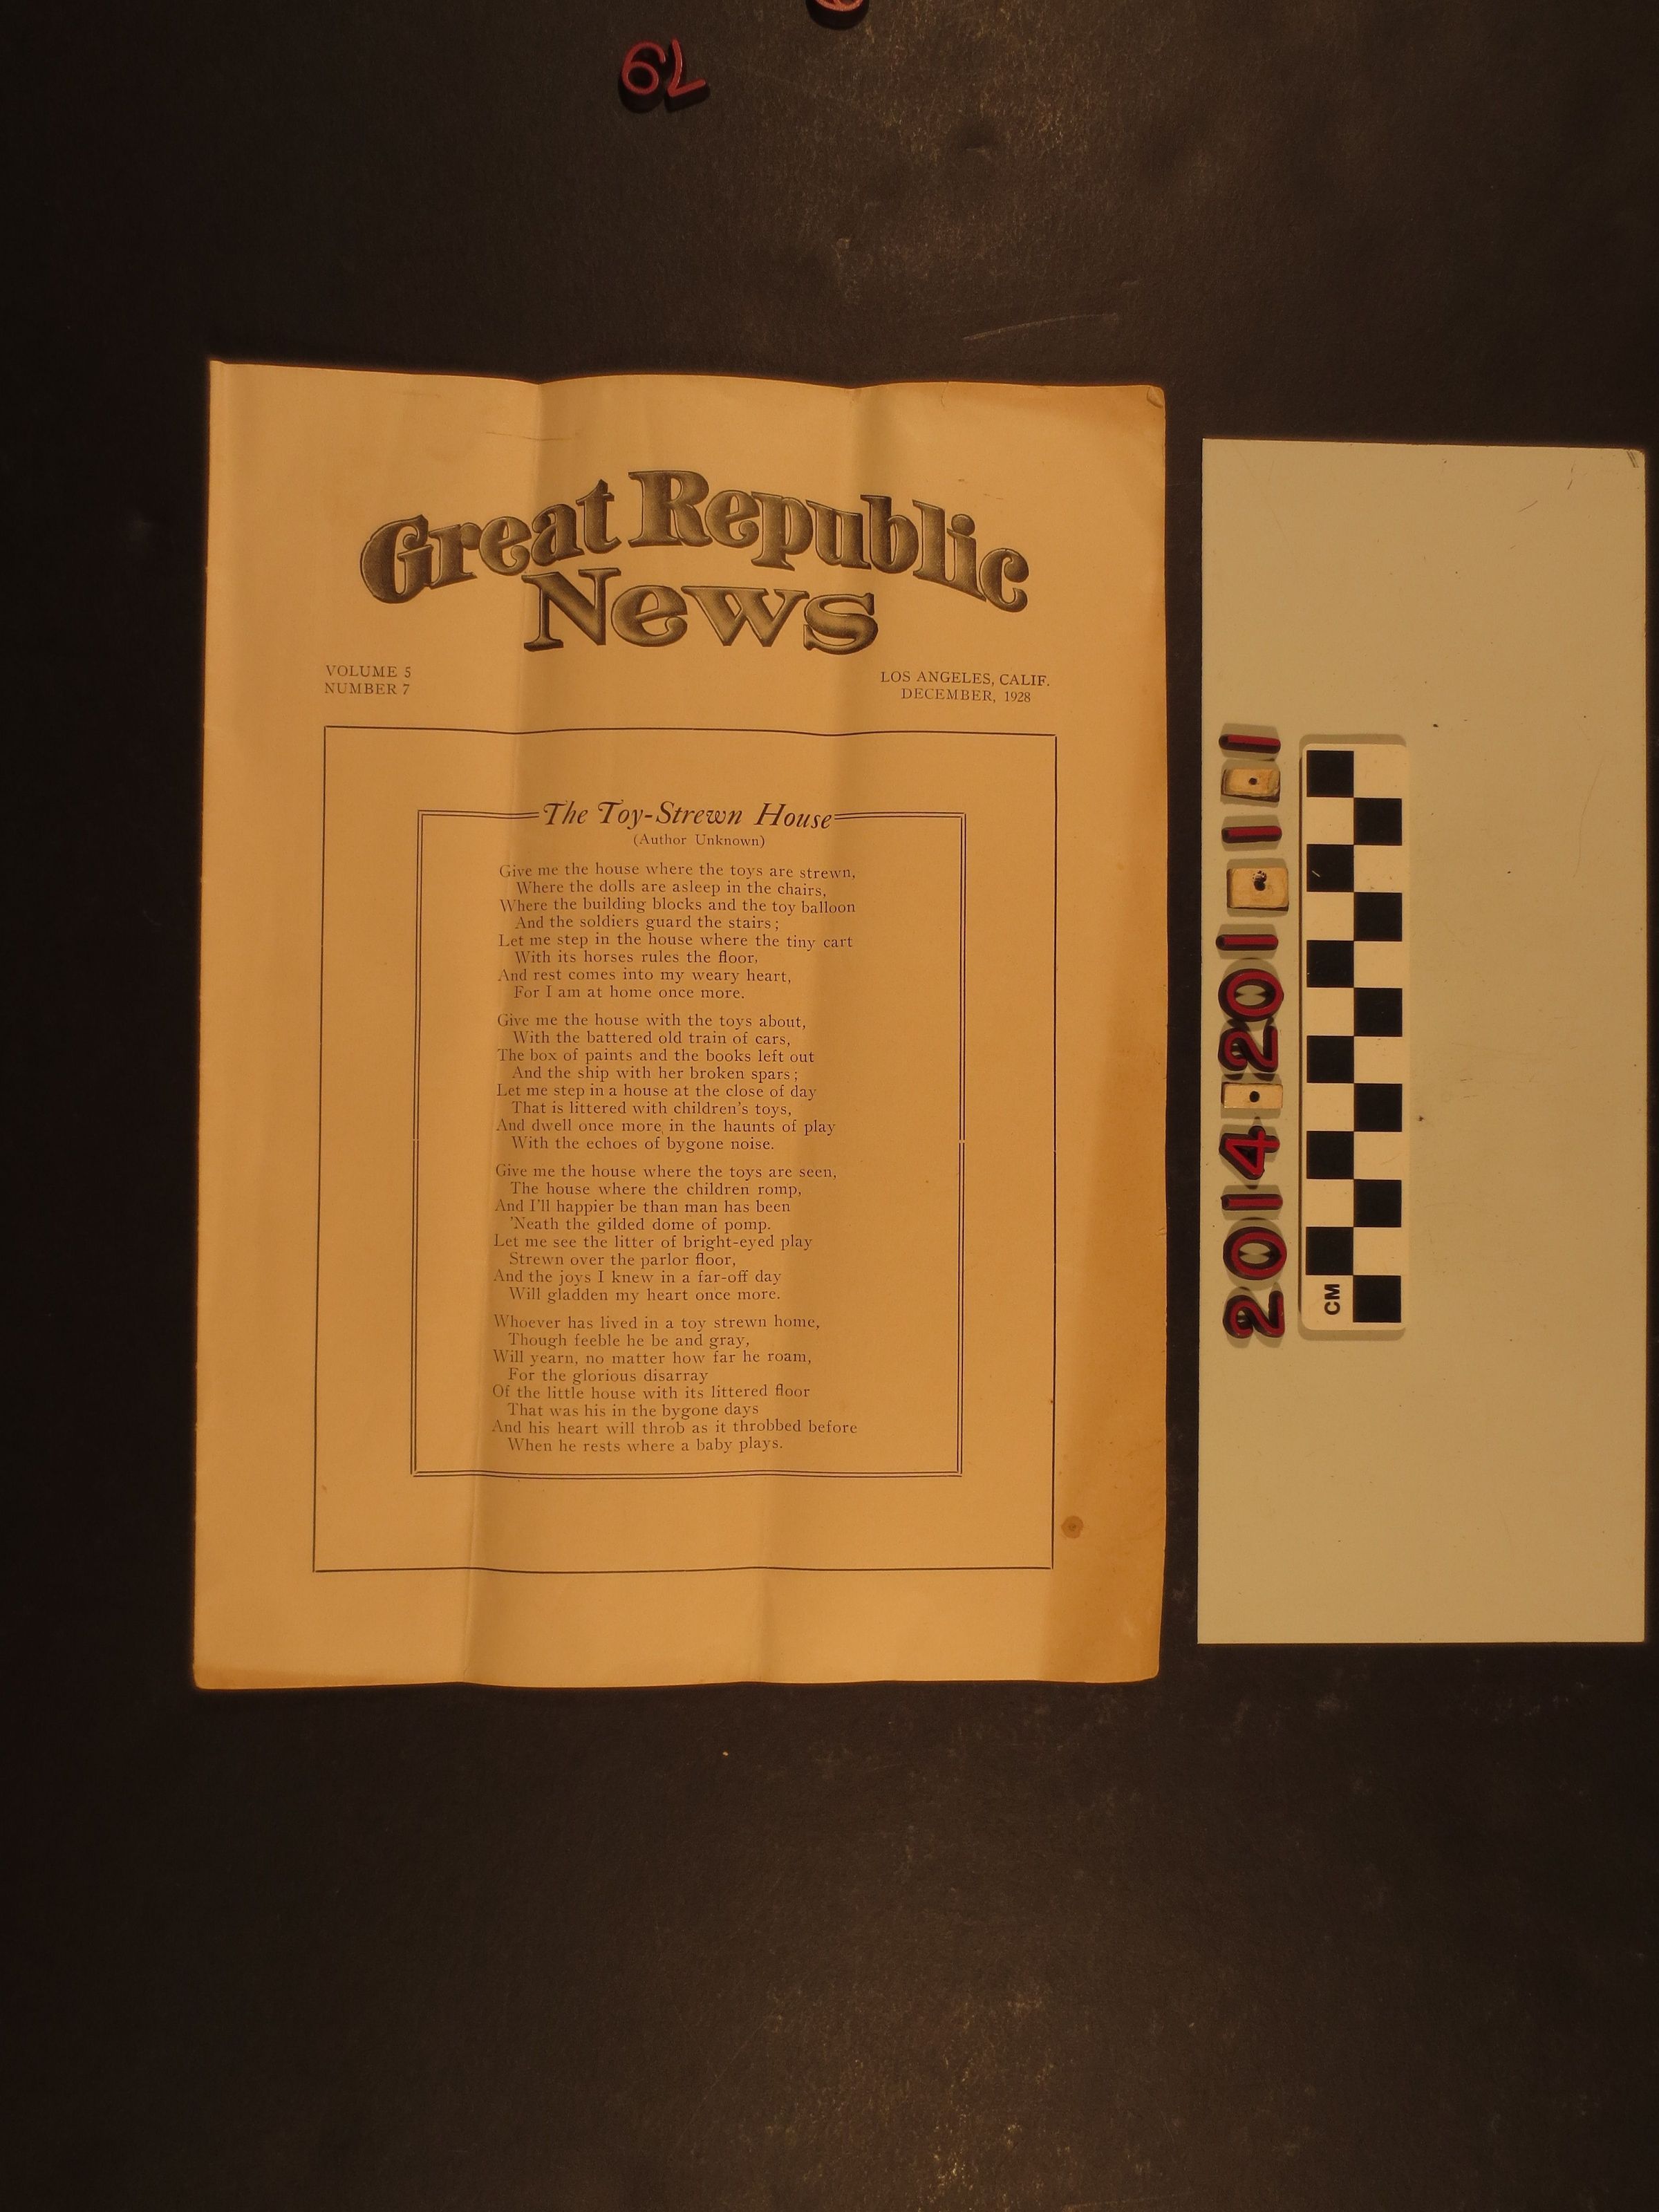 Great Republic
News
VOLUME 5
NUMBER 7
LOS ANGELES, CALIF.
DECEMBER, 1928
The Toy-Strewn House
(Author Unknown)
Give me the house where the toys are strewn,
Where the dolls are asleep in the chairs,
Where the building blocks and the toy balloon
And the soldiers guard the stairs;
Let me step in the house where the tiny cart
With its horses rules the floor,
And rest comes into my weary heart,
For I am at home once more.
Give me the house with the toys about,
With the battered old train of cars,
The box of paints and the books left out
And the ship with her broken spars;
Let me step in a house at the close of day
That is littered with children's toys,
And dwell once more in the haunts of play
With the echoes of bygone noise.
Give me the house where the toys are seen,
The house where the children romp,
And I'll happier be than man has been
'Neath the gilded dome of pomp.
Let me see the litter of bright-eyed play
Strewn over the parlor floor,
And the joys I knew in a far-off day
Will gladden my heart once more.
Whoever has lived in a toy strewn home,
Though feeble he be and gray,
Will yearn, no matter how far he roam,
For the glorious disarray
Of the little house with its littered floor
That was his in the bygone days
And his heart will throb as it throbbed before
When he rests where a baby plays.
2014·201·1·1
CM